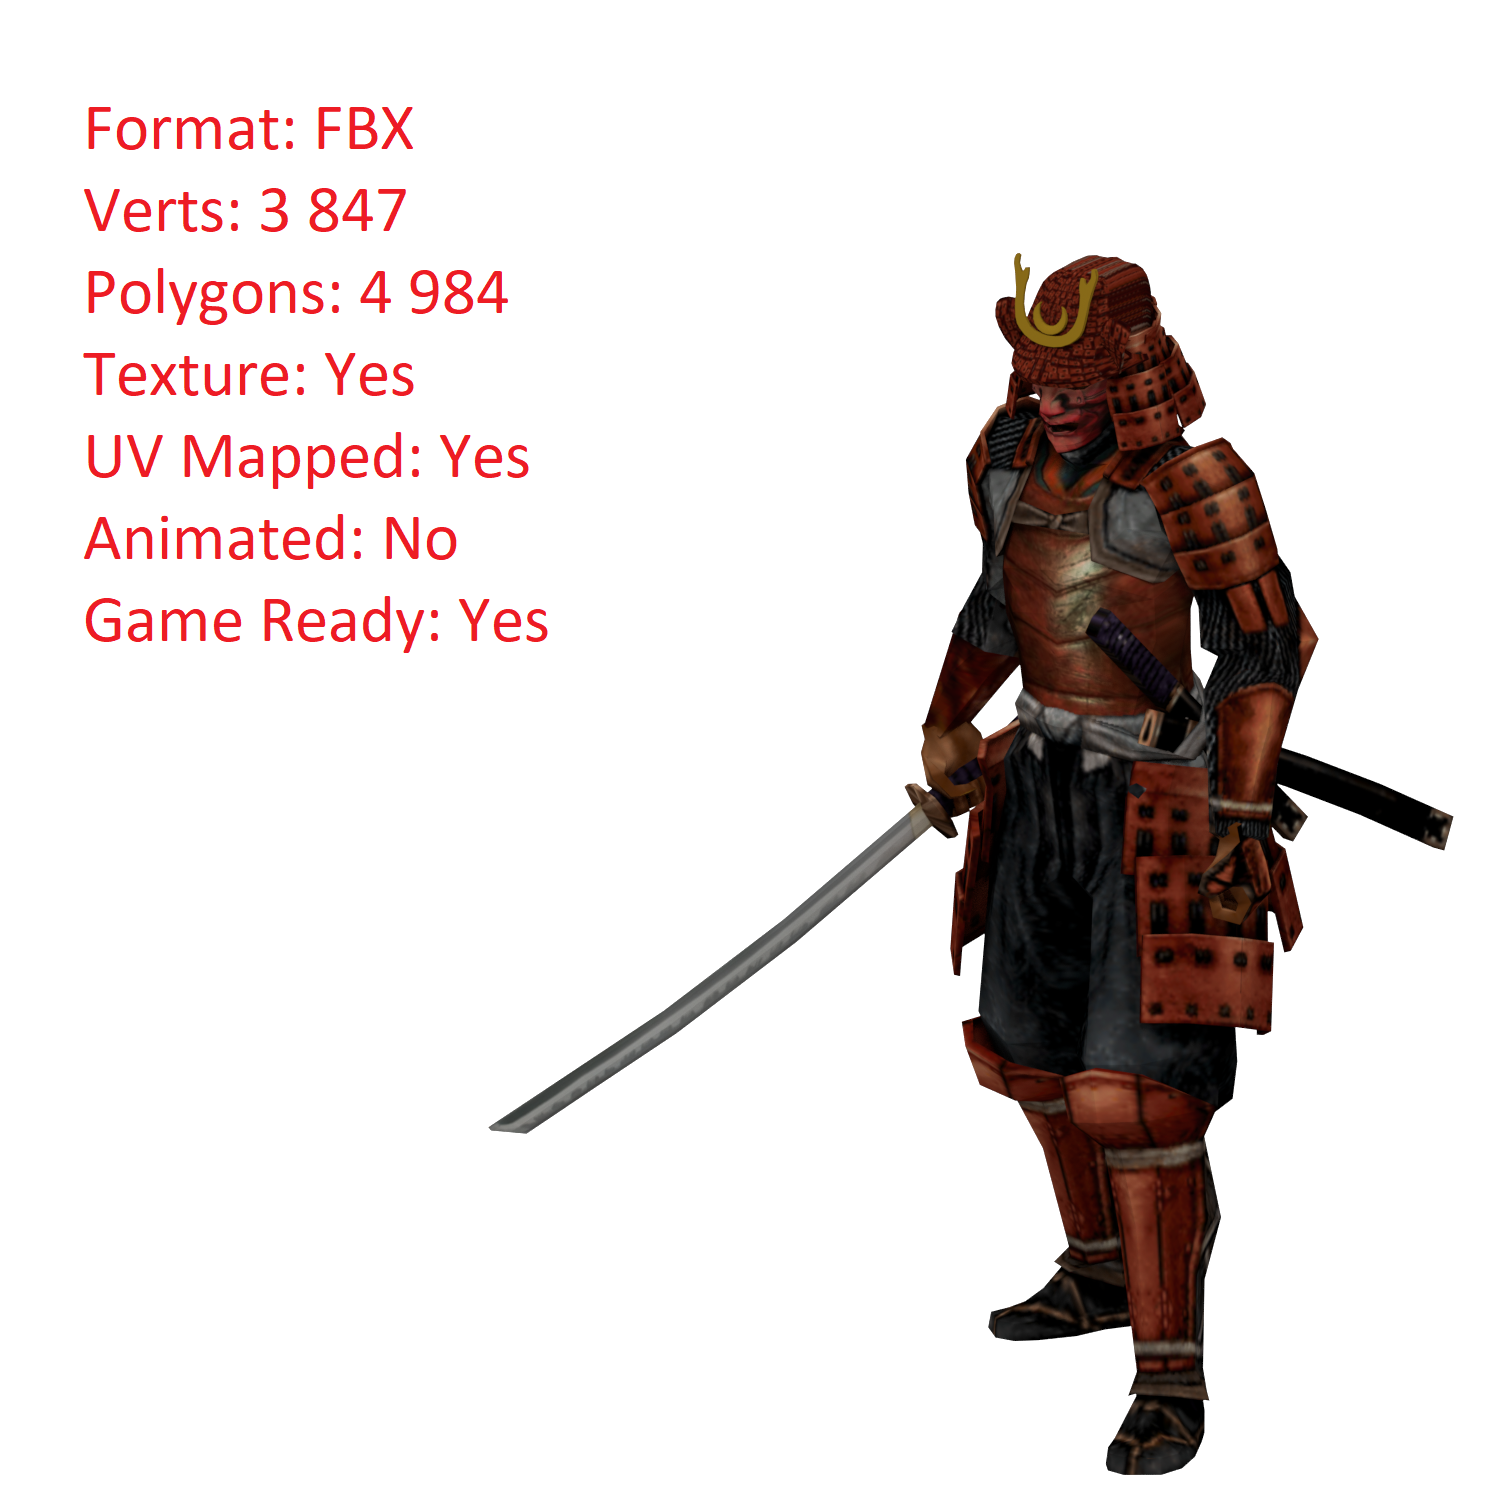 Format: FBX
Verts: 3 847
Polygons: 4 984
Texture: Yes
UV Mapped: Yes
Animated: No
Game Ready: Yes